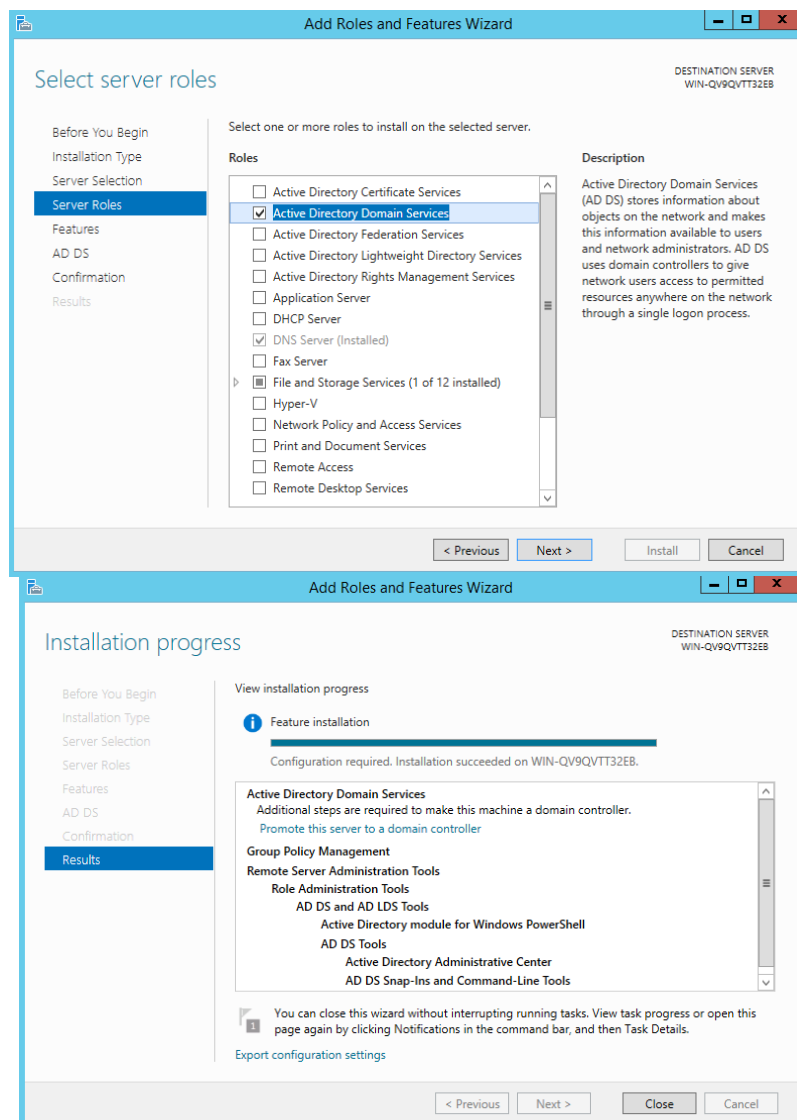 Add Roles and Features Wizard
Select server roles
DESTINATION SERVER
WIN-QV9QVTT32EB
Before You Begin
Installation Type
Server Selection
Server Roles
Features
AD DS
Confirmation
Results
Select one or more roles to install on the selected server.
Roles
Active Directory Certificate Services
Active Directory Domain Services
Active Directory Federation Services
Active Directory Lightweight Directory Services
Active Directory Rights Management Services
Application Server
DHCP Server
DNS Server (Installed)
Fax Server
File and Storage Services (1 of 12 installed)
Hyper-V
Network Policy and Access Services
Print and Document Services
Remote Access
Remote Desktop Services
Description
Active Directory Domain Services
(AD DS) stores information about
objects on the network and makes
this information available to users
and network administrators. AD DS
uses domain controllers to give
network users access to permitted
resources anywhere on the network
through a single logon process.
< Previous
Next >
Install
Cancel
Add Roles and Features Wizard
Installation progress
DESTINATION SERVER
WIN-QV9QVTT32EB
Before You Begin
Installation Type
Server Selection
Server Roles
Features
AD DS
Confirmation
Results
View installation progress
Feature installation
Configuration required. Installation succeeded on WIN-QV9QVTT32EB.
Active Directory Domain Services
Additional steps are required to make this machine a domain controller.
Promote this server to a domain controller
Group Policy Management
Remote Server Administration Tools
Role Administration Tools
AD DS and AD LDS Tools
Active Directory module for Windows PowerShell
AD DS Tools
Active Directory Administrative Center
AD DS Snap-Ins and Command-Line Tools
1
You can close this wizard without interrupting running tasks. View task progress or open this
page again by clicking Notifications in the command bar, and then Task Details.
Export configuration settings
< Previous
Next >
Close
Cancel